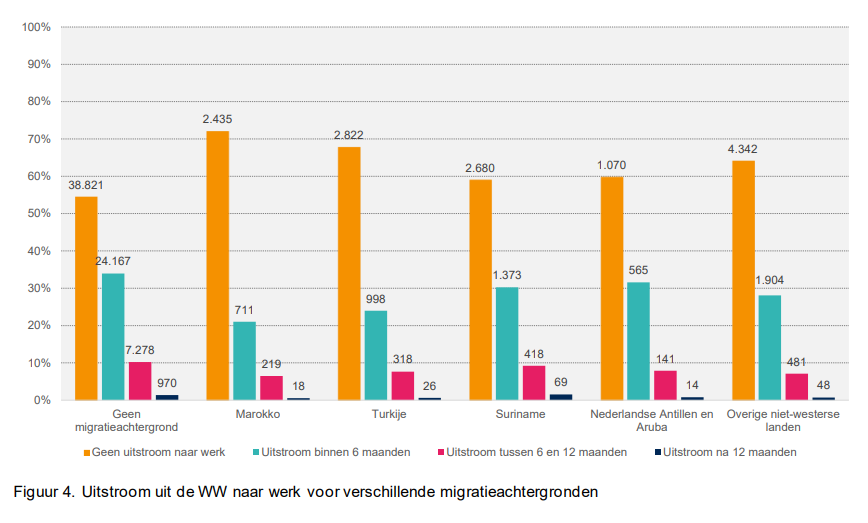 100%
90%
80%
70%
60%
50%
40%
30%
20%
10%
0%
38.821
24.167
7.278
970
2.435
711
219
18
2.822
998
318
26
2.680
1.373
418
69
1.070
565
141
14
4.342
1.904
481
48
Geen
migratieachtergrond
Marokko
Turkije
Suriname
Nederlandse Antillen en
Aruba
Overige niet-westerse
landen
Geen uitstroom naar werk
Uitstroom binnen 6 maanden
Uitstroom tussen 6 en 12 maanden
Uitstroom na 12 maanden
Figuur 4. Uitstroom uit de WW naar werk voor verschillende migratieachtergronden